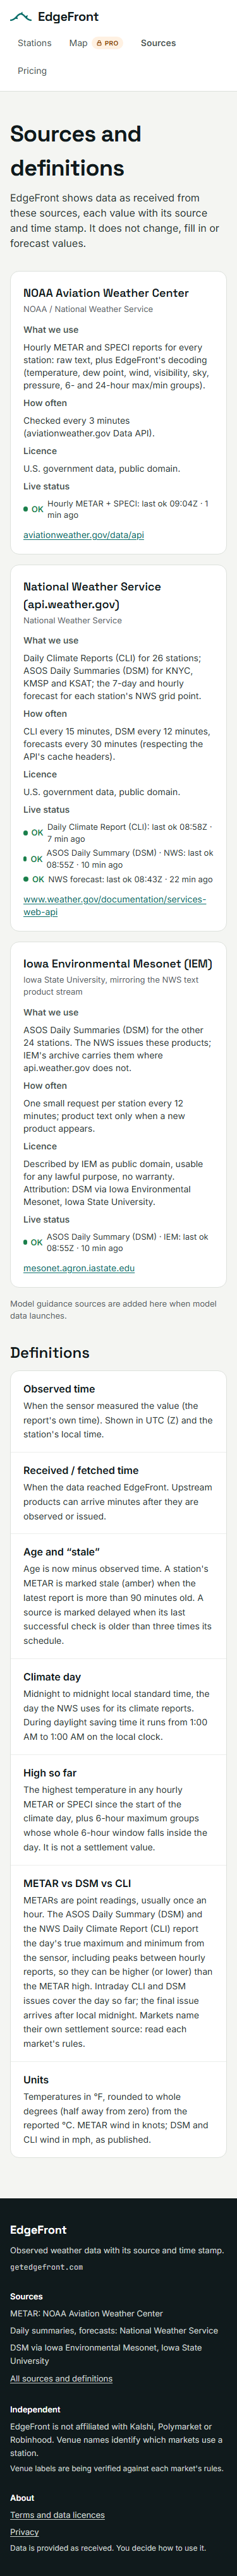 EdgeFront
Stations
Map
PRO
Sources
Pricing
Sources and
definitions
EdgeFront shows data as received from
these sources, each value with its source
and time stamp. It does not change, fill in or
forecast values.
NOAA Aviation Weather Center
NOAA / National Weather Service
What we use
Hourly METAR and SPECI reports for every
station: raw text, plus EdgeFront's decoding
(temperature, dew point, wind, visibility, sky,
pressure, 6- and 24-hour max/min groups).
How often
Checked every 3 minutes
(aviationweather.gov Data API).
Licence
U.S. government data, public domain.
Live status
OK Hourly METAR + SPECI: last ok 09:04Z · 1
min ago
aviationweather.gov/data/api
National Weather Service
(api.weather.gov)
National Weather Service
What we use
Daily Climate Reports (CLI) for 26 stations;
ASOS Daily Summaries (DSM) for KNYC,
KMSP and KSAT; the 7-day and hourly
forecast for each station's NWS grid point.
How often
CLI every 15 minutes, DSM every 12 minutes,
forecasts every 30 minutes (respecting the
API's cache headers).
Licence
U.S. government data, public domain.
Live status
OK Daily Climate Report (CLI): last ok 08:58Z ·
7 min ago
OK ASOS Daily Summary (DSM) · NWS: last ok
08:55Z · 10 min ago
OK NWS forecast: last ok 08:43Z · 22 min ago
www.weather.gov/documentation/services-
web-api
Iowa Environmental Mesonet (IEM)
Iowa State University, mirroring the NWS text
product stream
What we use
ASOS Daily Summaries (DSM) for the other
24 stations. The NWS issues these products;
IEM's archive carries them where
api.weather.gov does not.
How often
One small request per station every 12
minutes; product text only when a new
product appears.
Licence
Described by IEM as public domain, usable
for any lawful purpose, no warranty.
Attribution: DSM via Iowa Environmental
Mesonet, Iowa State University.
Live status
OK ASOS Daily Summary (DSM) · IEM: last ok
08:55Z · 10 min ago
mesonet.agron.iastate.edu
Model guidance sources are added here when model
data launches.
Definitions
Observed time
When the sensor measured the value (the
report's own time). Shown in UTC (Z) and the
station's local time.
Received / fetched time
When the data reached EdgeFront. Upstream
products can arrive minutes after they are
observed or issued.
Age and “stale”
Age is now minus observed time. A station's
METAR is marked stale (amber) when the
latest report is more than 90 minutes old. A
source is marked delayed when its last
successful check is older than three times its
schedule.
Climate day
Midnight to midnight local standard time, the
day the NWS uses for its climate reports.
During daylight saving time it runs from 1:00
AM to 1:00 AM on the local clock.
High so far
The highest temperature in any hourly
METAR or SPECI since the start of the
climate day, plus 6-hour maximum groups
whose whole 6-hour window falls inside the
day. It is not a settlement value.
METAR vs DSM vs CLI
METARs are point readings, usually once an
hour. The ASOS Daily Summary (DSM) and
the NWS Daily Climate Report (CLI) report
the day's true maximum and minimum from
the sensor, including peaks between hourly
reports, so they can be higher (or lower) than
the METAR high. Intraday CLI and DSM
issues cover the day so far; the final issue
arrives after local midnight. Markets name
their own settlement source: read each
market's rules.
Units
Temperatures in °F, rounded to whole
degrees (half away from zero) from the
reported °C. METAR wind in knots; DSM and
CLI wind in mph, as published.
EdgeFront
Observed weather data with its source and time stamp.
getedgefront.com
Sources
METAR: NOAA Aviation Weather Center
Daily summaries, forecasts: National Weather Service
DSM via Iowa Environmental Mesonet, Iowa State
University
All sources and definitions
Independent
EdgeFront is not affiliated with Kalshi, Polymarket or
Robinhood. Venue names identify which markets use a
station.
Venue labels are being verified against each market's rules.
About
Terms and data licences
Privacy
Data is provided as received. You decide how to use it.